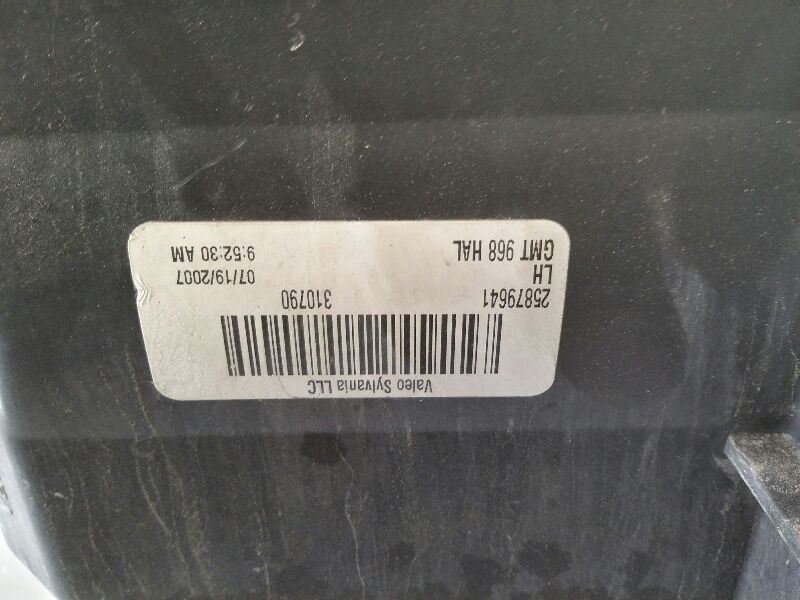 Valeo Sylvania LLC
25879641 310790
LH 07/19/2007
GMT 968 HAL 9:52:30 AM